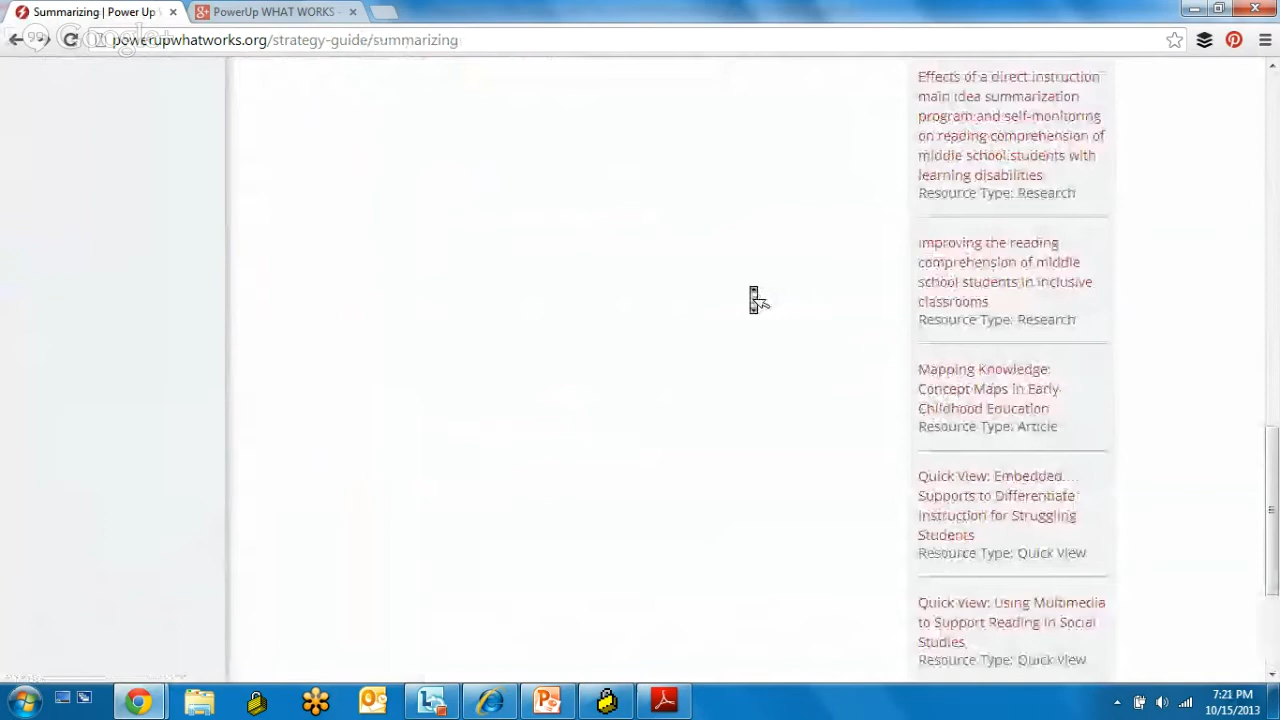 Summarizing | Power Up
PowerUp WHAT WORKS -
Google+
powerupwhatworks.org/strategy-guide/summarizing
Effects of a direct instruction
main idea summarization
program and self-monitoring
on reading comprehension of
middle school students with
learning disabilities
Resource Type: Research
Improving the reading
comprehension of middle
school students in inclusive
classrooms
Resource Type: Research
Mapping Knowledge:
Concept Maps in Early
Childhood Education
Resource Type: Article
Quick View: Embedded
Supports to Differentiate
Instruction for Struggling
Students
Resource Type: Quick View
Quick View: Using Multimedia
to Support Reading in Social
Studies
Resource Type: Quick View
7:21 PM
10/15/2013